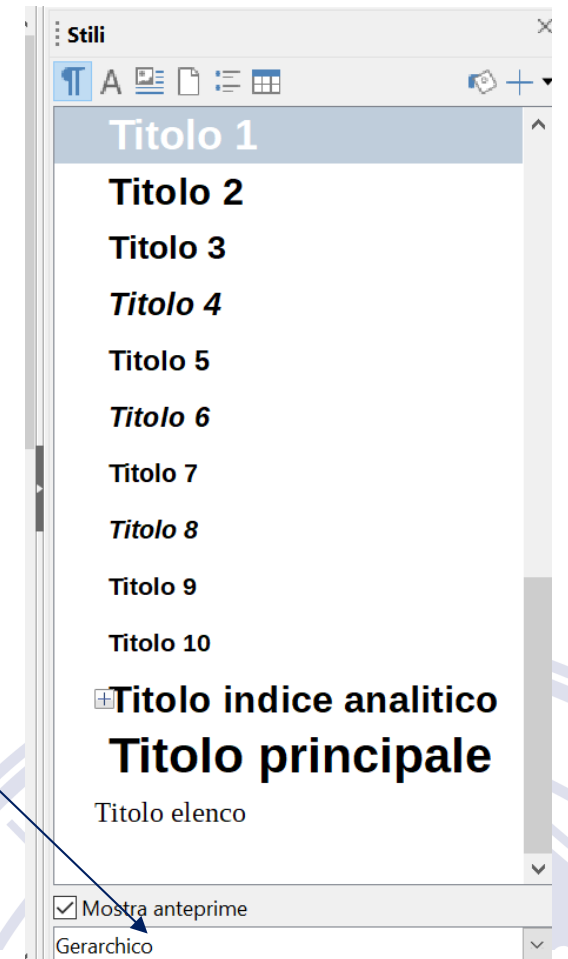 Stili
Titolo 1
Titolo 2
Titolo 3
Titolo 4
Titolo 5
Titolo 6
Titolo 7
Titolo 8
Titolo 9
Titolo 10
Titolo indice analitico
Titolo principale
Titolo elenco
Mostra anteprime
Gerarchico